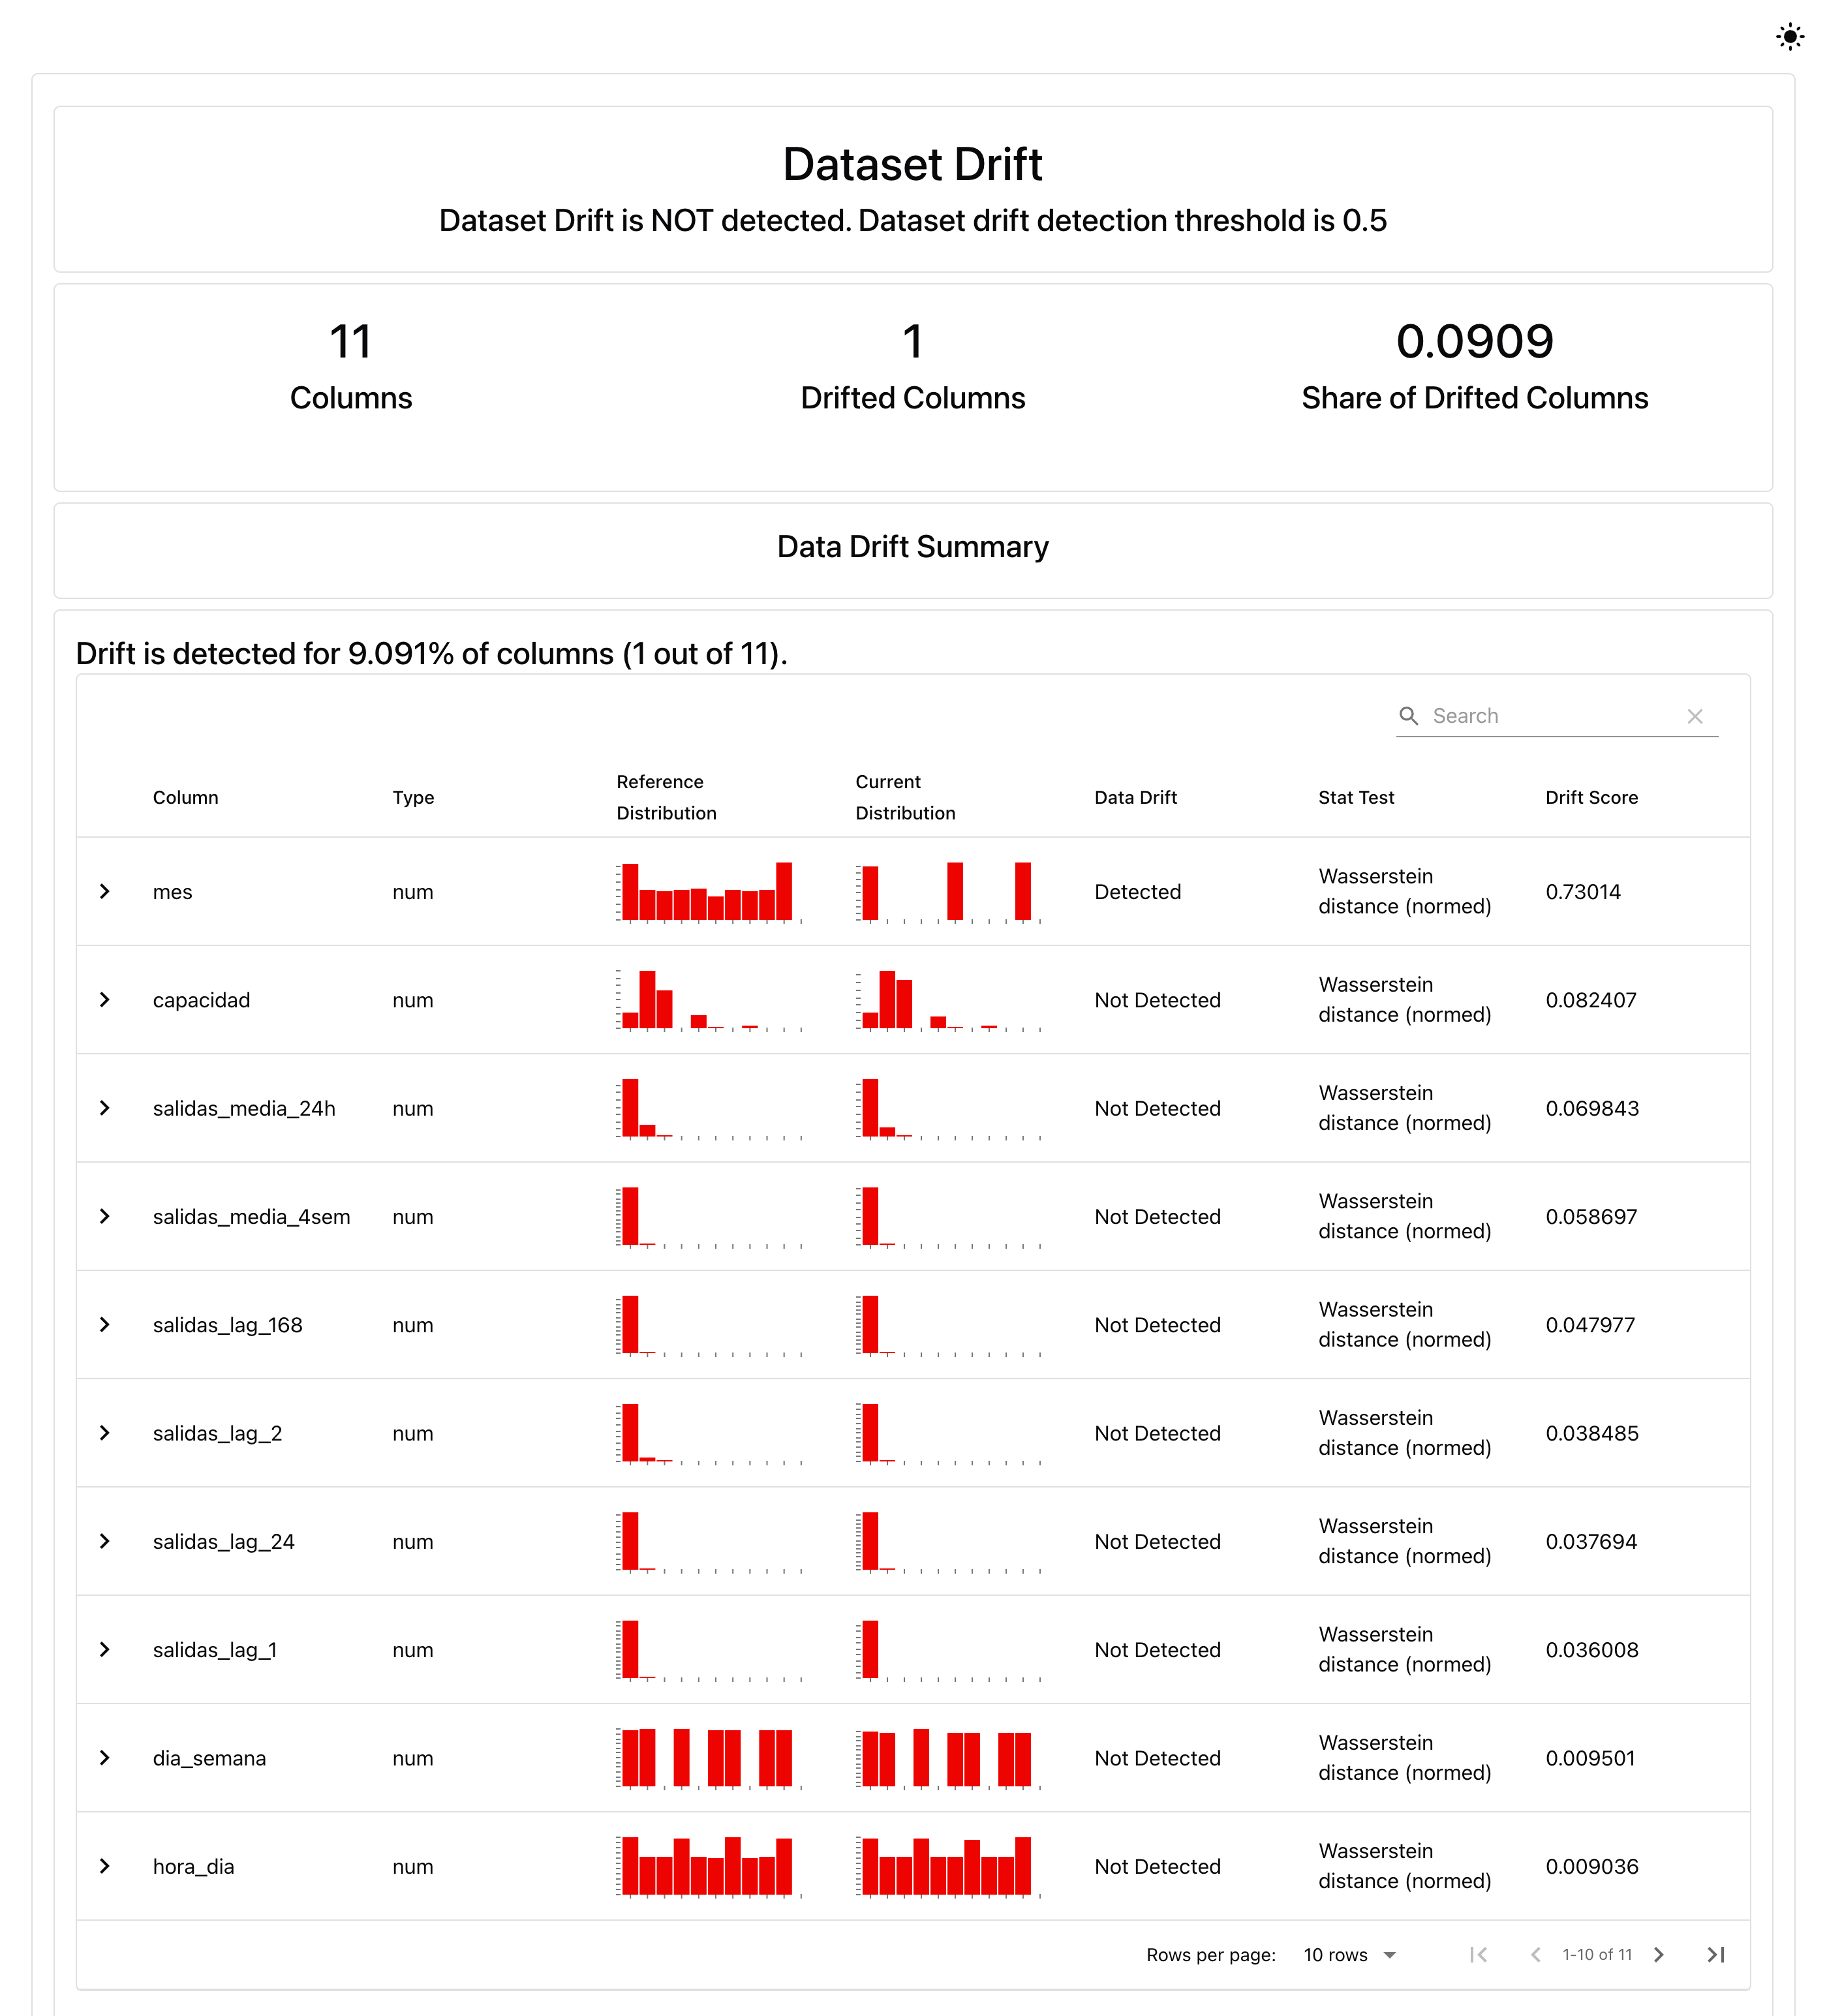 Dataset Drift
Dataset Drift is NOT detected. Dataset drift detection threshold is 0.5
11
Columns
1
Drifted Columns
0.0909
Share of Drifted Columns
Data Drift Summary
Drift is detected for 9.091% of columns (1 out of 11).
Search
Column Type Reference Distribution Current Distribution Data Drift Stat Test Drift Score
mes num Detected Wasserstein distance (normed) 0.73014
capacidad num Not Detected Wasserstein distance (normed) 0.082407
salidas_media_24h num Not Detected Wasserstein distance (normed) 0.069843
salidas_media_4sem num Not Detected Wasserstein distance (normed) 0.058697
salidas_lag_168 num Not Detected Wasserstein distance (normed) 0.047977
salidas_lag_2 num Not Detected Wasserstein distance (normed) 0.038485
salidas_lag_24 num Not Detected Wasserstein distance (normed) 0.037694
salidas_lag_1 num Not Detected Wasserstein distance (normed) 0.036008
dia_semana num Not Detected Wasserstein distance (normed) 0.009501
hora_dia num Not Detected Wasserstein distance (normed) 0.009036
Rows per page: 10 rows 1-10 of 11